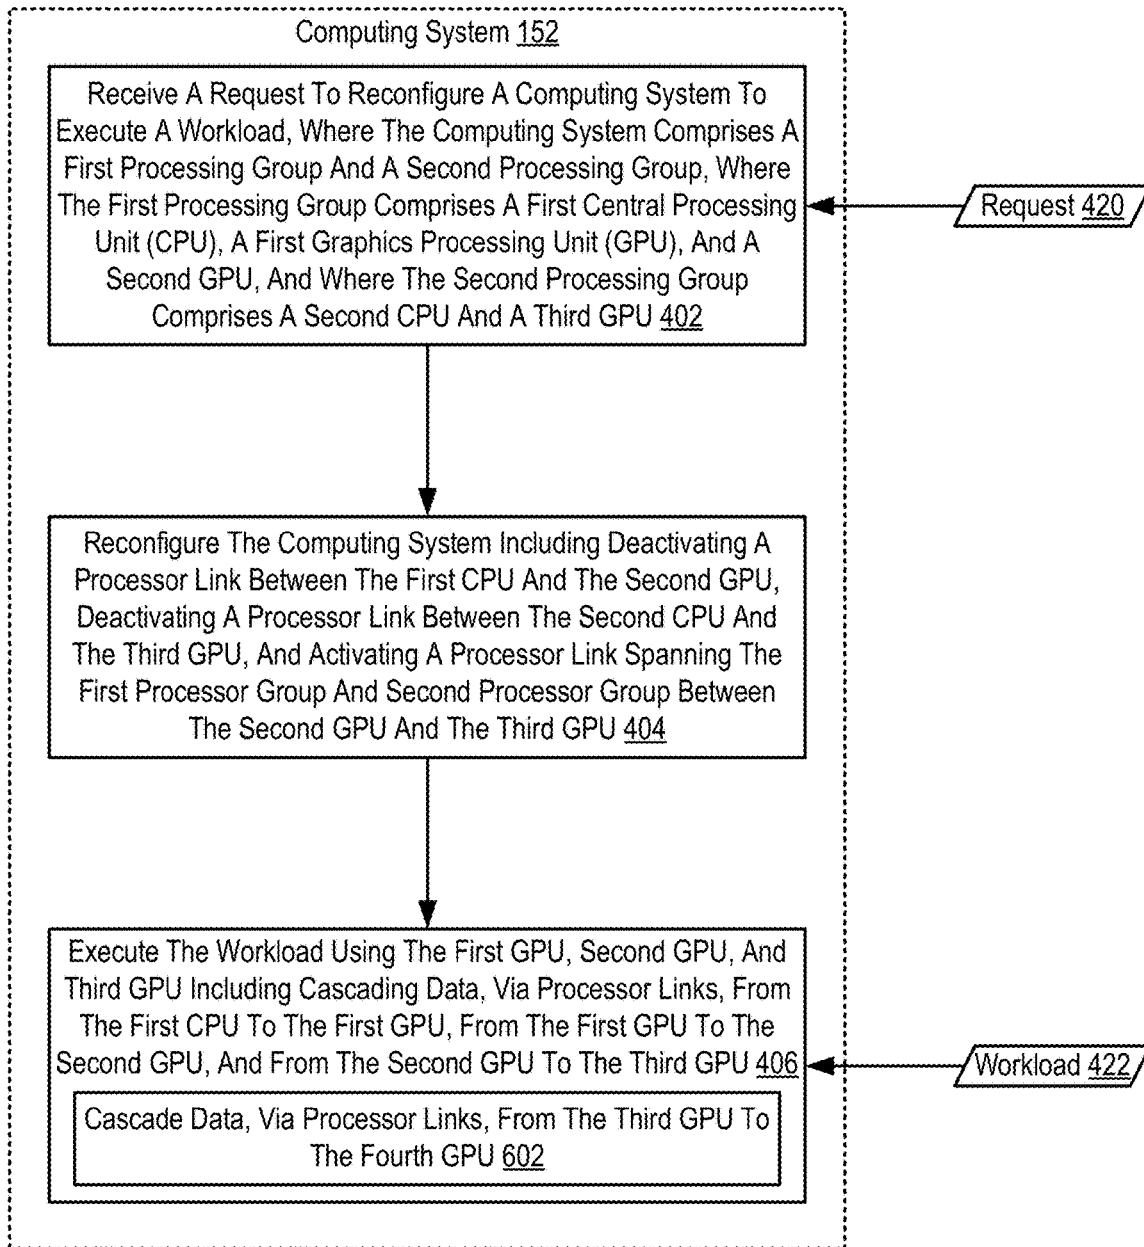 Computing System 152
Receive A Request To Reconfigure A Computing System To
Execute A Workload, Where The Computing System Comprises A
First Processing Group And A Second Processing Group, Where
The First Processing Group Comprises A First Central Processing
Unit (CPU), A First Graphics Processing Unit (GPU), And A
Second GPU, And Where The Second Processing Group
Comprises A Second CPU And A Third GPU 402
Request 420
Reconfigure The Computing System Including Deactivating A
Processor Link Between The First CPU And The Second GPU,
Deactivating A Processor Link Between The Second CPU And
The Third GPU, And Activating A Processor Link Spanning The
First Processor Group And Second Processor Group Between
The Second GPU And The Third GPU 404
Execute The Workload Using The First GPU, Second GPU, And
Third GPU Including Cascading Data, Via Processor Links, From
The First CPU To The First GPU, From The First GPU To The
Second GPU, And From The Second GPU To The Third GPU 406
Workload 422
Cascade Data, Via Processor Links, From The Third GPU To
The Fourth GPU 602